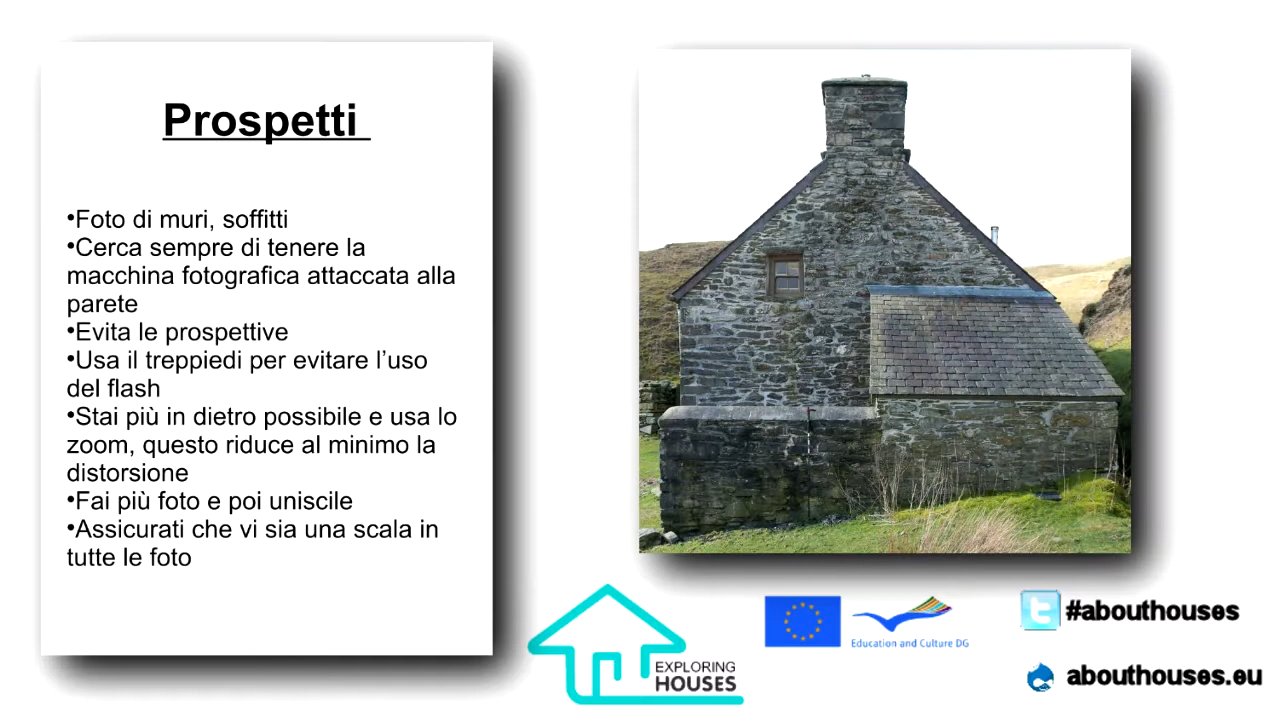 Prospetti
•Foto di muri, soffitti
•Cerca sempre di tenere la
macchina fotografica attaccata alla
parete
•Evita le prospettive
•Usa il treppiedi per evitare l’uso
del flash
•Stai più in dietro possibile e usa lo
zoom, questo riduce al minimo la
distorsione
•Fai più foto e poi uniscile
•Assicurati che vi sia una scala in
tutte le foto
EXPLORING
HOUSES
Education and Culture DG
#abouthouses
abouthouses.eu